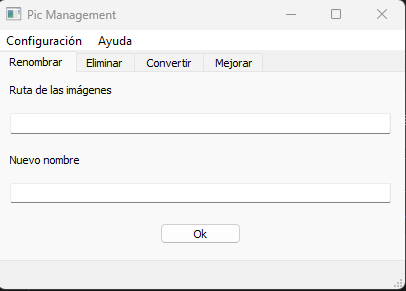 Pic Management
Configuración Ayuda
Renombrar Eliminar Convertir Mejorar
Ruta de las imágenes
Nuevo nombre
Ok